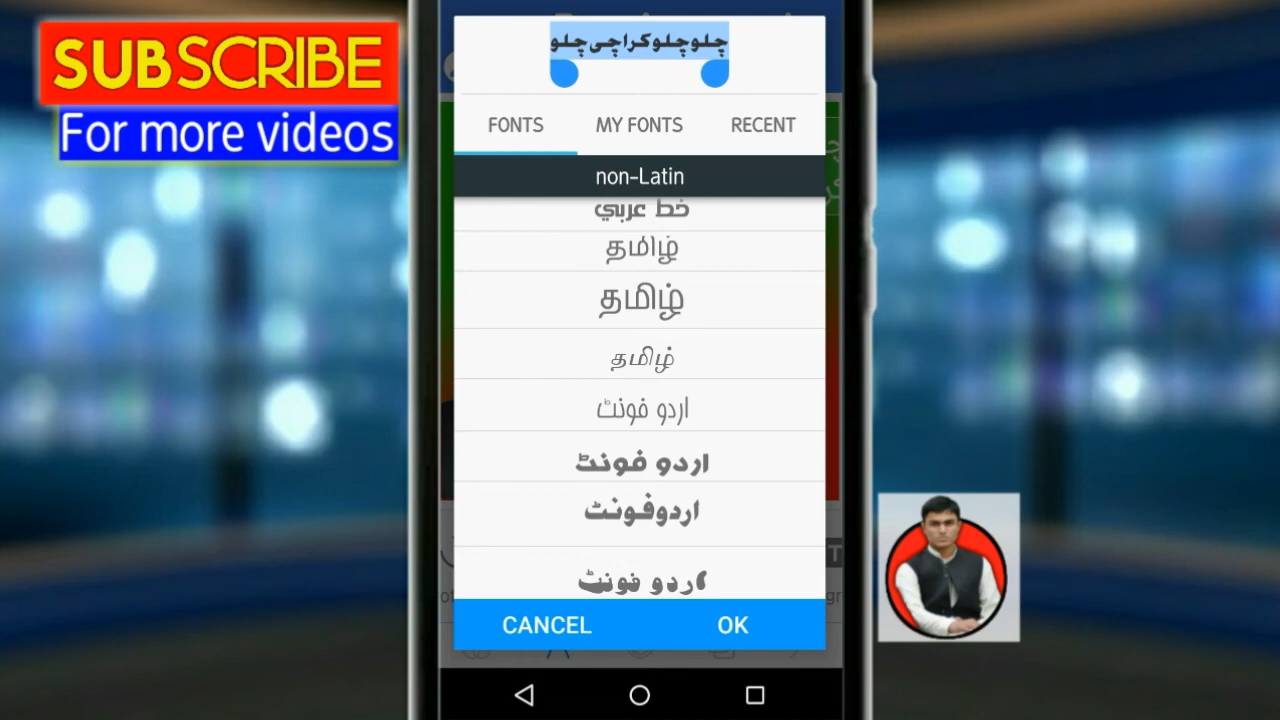 SUBSCRIBE
For more videos
چلوچلوکراچی چلو
FONTS MY FONTS RECENT
non-Latin
خط عربي
தமிழ்
தமிழ்
தமிழ்
اردو فونٹ
اردو فونٹ
اردوفونٹ
اردو فونٹ
CANCEL OK